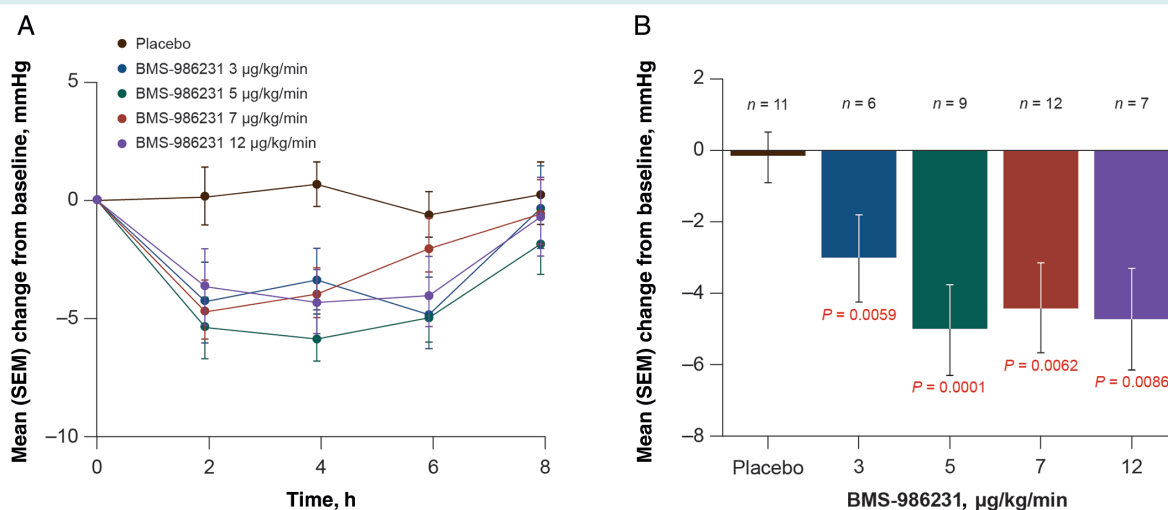 A
Mean (SEM) change from baseline, mmHg
Placebo
BMS-986231 3 µg/kg/min
BMS-986231 5 µg/kg/min
BMS-986231 7 µg/kg/min
BMS-986231 12 µg/kg/min
5
0
–5
–10
0 2 4 6 8
Time, h
B
Mean (SEM) change from baseline, mmHg
2
0
–2
–4
–6
–8
n = 11 n = 6 n = 9 n = 12 n = 7
P = 0.0059
P = 0.0001
P = 0.0062
P = 0.0086
Placebo 3 5 7 12
BMS-986231, µg/kg/min